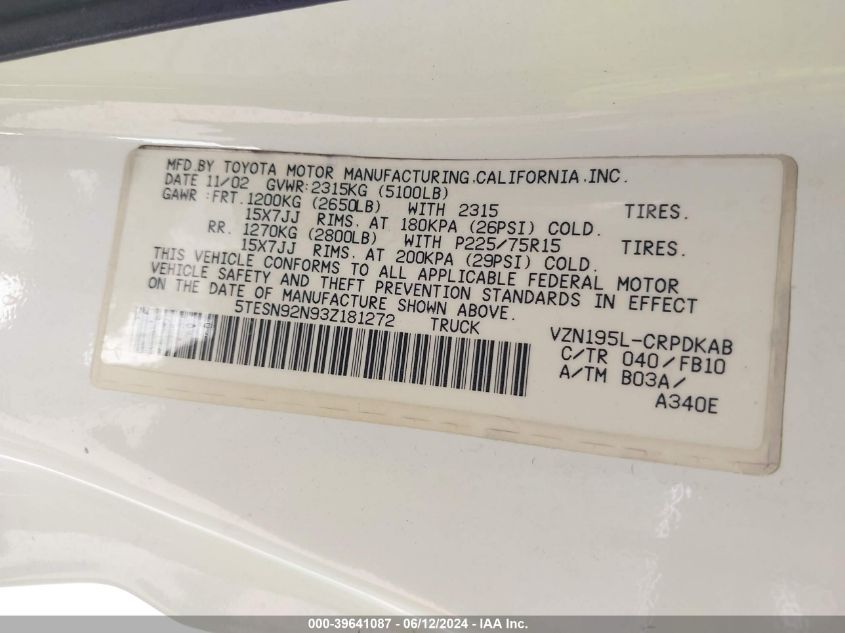 MFD.BY TOYOTA MOTOR MANUFACTURING.CALIFORNIA.INC.
DATE 11/02 GVWR:2315KG (5100LB)
GAWR :FRT.1200KG (2650LB) WITH 2315 TIRES.
15X7JJ RIMS. AT 180KPA (26PSI) COLD.
RR. 1270KG (2800LB) WITH P225/75R15 TIRES.
15X7JJ RIMS. AT 200KPA (29PSI) COLD.
THIS VEHICLE CONFORMS TO ALL APPLICABLE FEDERAL MOTOR
VEHICLE SAFETY AND THEFT PREVENTION STANDARDS IN EFFECT
ON THE DATE OF MANUFACTURE SHOWN ABOVE.
5TESN92N93Z181272 TRUCK
VZN195L-CRPDKAB
C/TR 040/FB10
A/TM B03A/
A340E
000-39641087 - 06/12/2024 - IAA Inc.